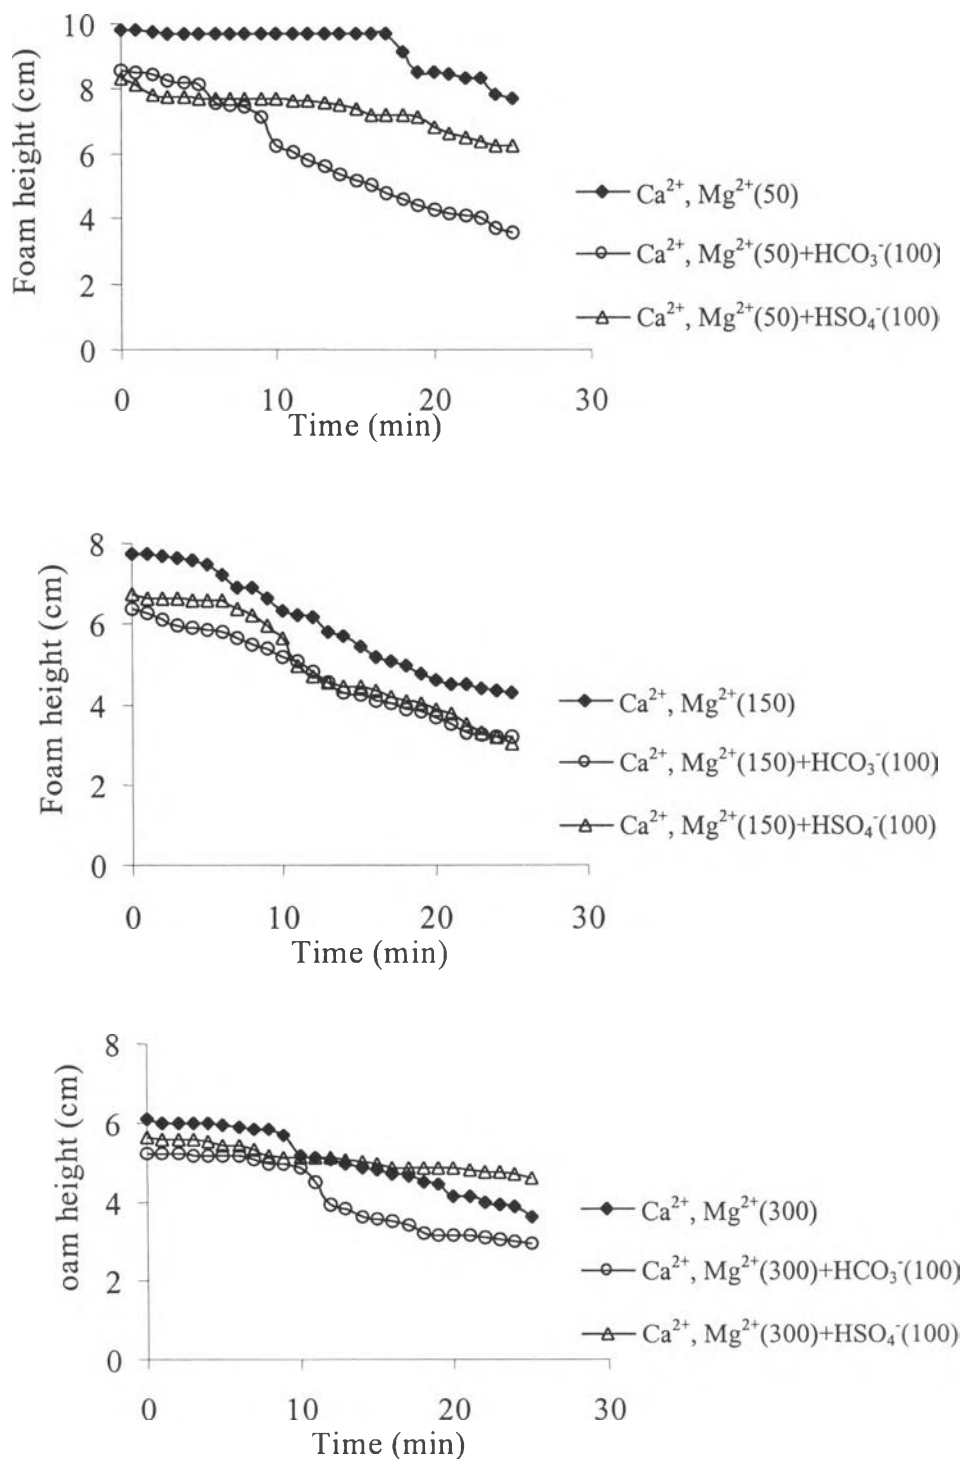 Foam height (cm)
10
8
6
4
2
0
0 10 20 30
Time (min)
Ca²⁺, Mg²⁺(50)
Ca²⁺, Mg²⁺(50)+HCO₃⁻(100)
Ca²⁺, Mg²⁺(50)+HSO₄⁻(100)
Foam height (cm)
8
6
4
2
0
0 10 20 30
Time (min)
Ca²⁺, Mg²⁺(150)
Ca²⁺, Mg²⁺(150)+HCO₃⁻(100)
Ca²⁺, Mg²⁺(150)+HSO₄⁻(100)
oam height (cm)
8
6
4
2
0
0 10 20 30
Time (min)
Ca²⁺, Mg²⁺(300)
Ca²⁺, Mg²⁺(300)+HCO₃⁻(100)
Ca²⁺, Mg²⁺(300)+HSO₄⁻(100)